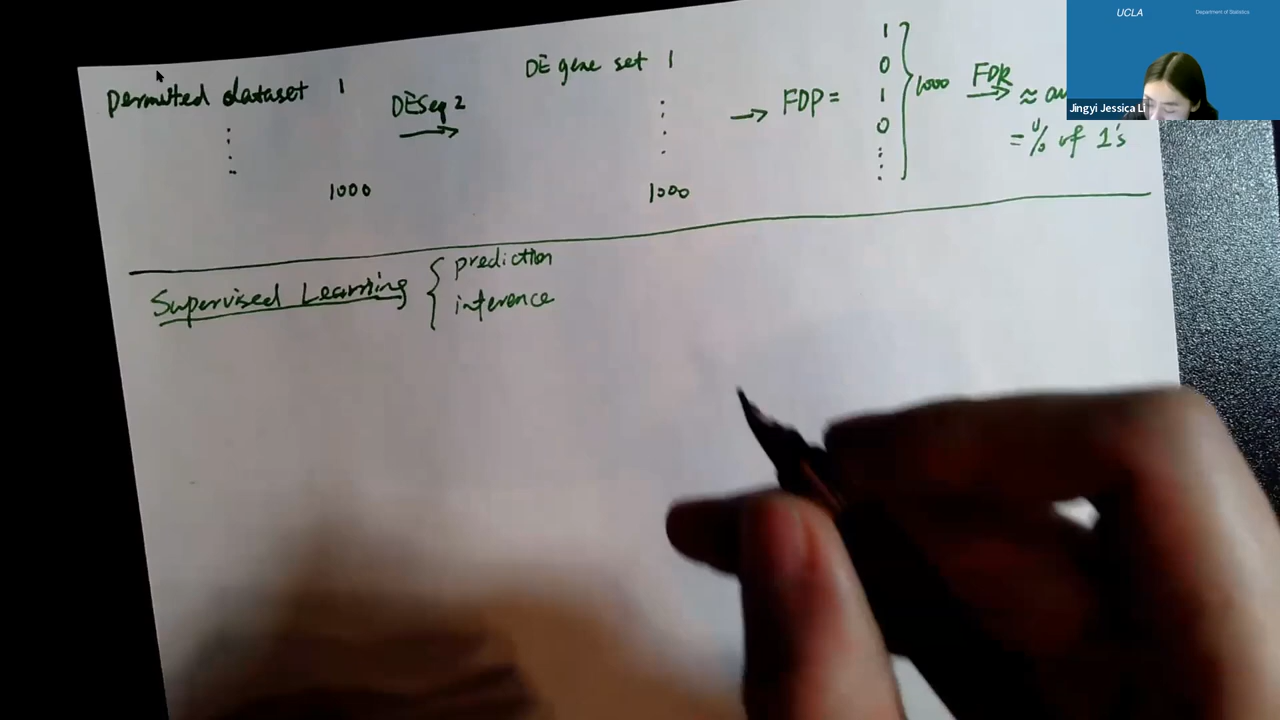 UCLA
Department of Statistics
Jingyi Jessica Li
permuted dataset 1
DESeq2
DE gene set 1
FDP =
1
0
1
0
1000
FDR
≈
= % of 1's
1000
1000
Supervised Learning
prediction
inference